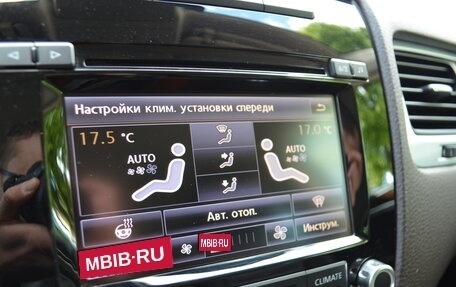 Настройки клим. установки спереди
17.5 °C
17.0 °C
AUTO
AUTO
Авт. отоп.
Инструм.
MBIB.RU
MBIB.RU
CLIMATE